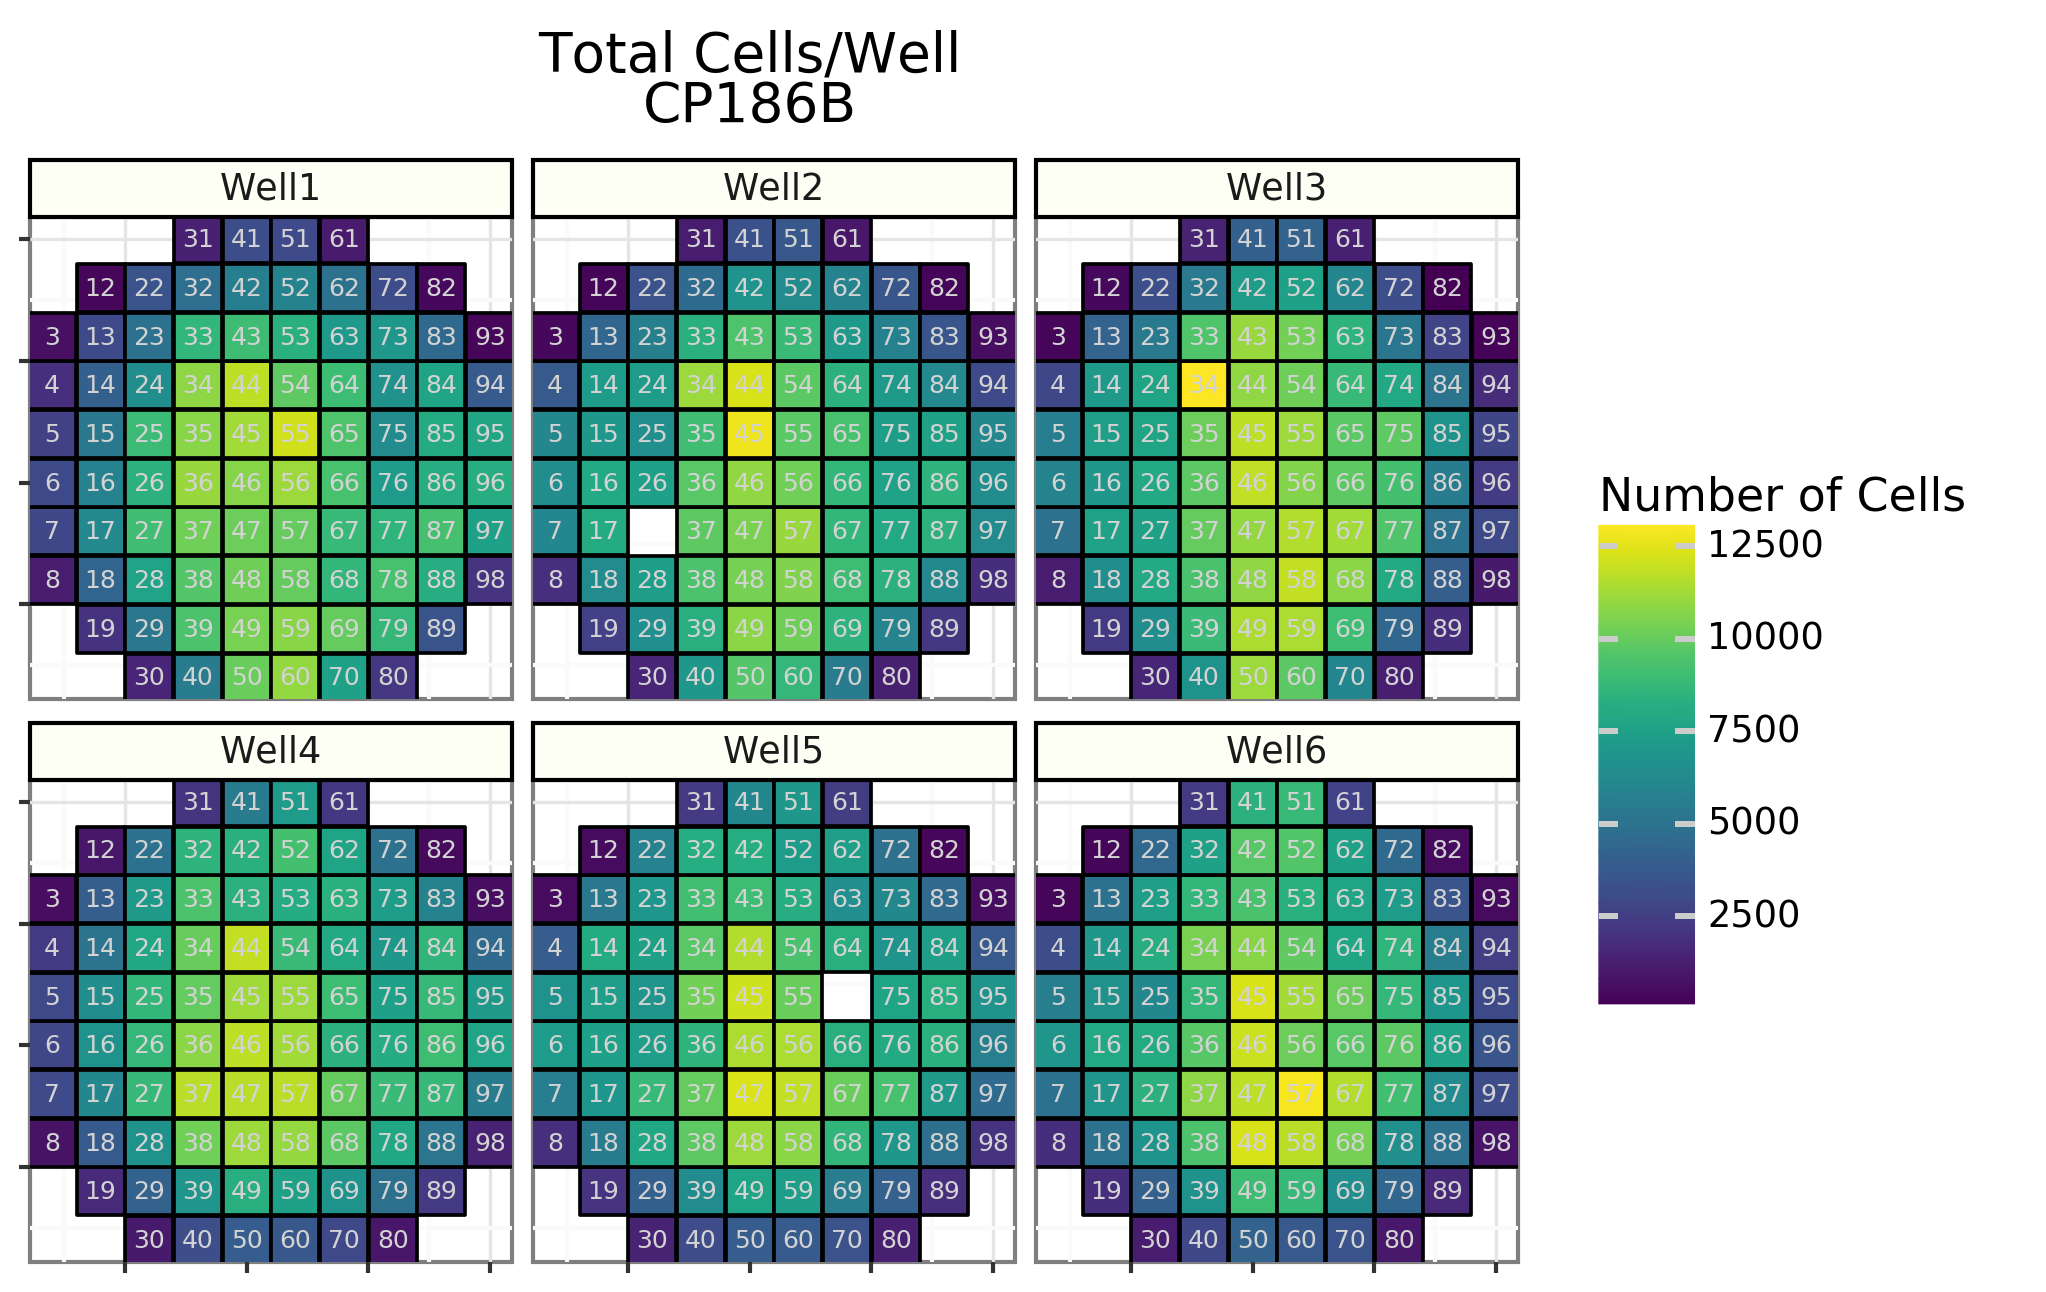 Total Cells/Well
CP186B
Well1 Well2 Well3
31 41 51 61 31 41 51 61 31 41 51 61
12 22 32 42 52 62 72 82 12 22 32 42 52 62 72 82 12 22 32 42 52 62 72 82
3 13 23 33 43 53 63 73 83 93 3 13 23 33 43 53 63 73 83 93 3 13 23 33 43 53 63 73 83 93
4 14 24 34 44 54 64 74 84 94 4 14 24 34 44 54 64 74 84 94 4 14 24 34 44 54 64 74 84 94
5 15 25 35 45 55 65 75 85 95 5 15 25 35 45 55 65 75 85 95 5 15 25 35 45 55 65 75 85 95
6 16 26 36 46 56 66 76 86 96 6 16 26 36 46 56 66 76 86 96 6 16 26 36 46 56 66 76 86 96
7 17 27 37 47 57 67 77 87 97 7 17 37 47 57 67 77 87 97 7 17 27 37 47 57 67 77 87 97
8 18 28 38 48 58 68 78 88 98 8 18 28 38 48 58 68 78 88 98 8 18 28 38 48 58 68 78 88 98
19 29 39 49 59 69 79 89 19 29 39 49 59 69 79 89 19 29 39 49 59 69 79 89
30 40 50 60 70 80 30 40 50 60 70 80 30 40 50 60 70 80
Well4 Well5 Well6
31 41 51 61 31 41 51 61 31 41 51 61
12 22 32 42 52 62 72 82 12 22 32 42 52 62 72 82 12 22 32 42 52 62 72 82
3 13 23 33 43 53 63 73 83 93 3 13 23 33 43 53 63 73 83 93 3 13 23 33 43 53 63 73 83 93
4 14 24 34 44 54 64 74 84 94 4 14 24 34 44 54 64 74 84 94 4 14 24 34 44 54 64 74 84 94
5 15 25 35 45 55 65 75 85 95 5 15 25 35 45 55 75 85 95 5 15 25 35 45 55 65 75 85 95
6 16 26 36 46 56 66 76 86 96 6 16 26 36 46 56 66 76 86 96 6 16 26 36 46 56 66 76 86 96
7 17 27 37 47 57 67 77 87 97 7 17 27 37 47 57 67 77 87 97 7 17 27 37 47 57 67 77 87 97
8 18 28 38 48 58 68 78 88 98 8 18 28 38 48 58 68 78 88 98 8 18 28 38 48 58 68 78 88 98
19 29 39 49 59 69 79 89 19 29 39 49 59 69 79 89 19 29 39 49 59 69 79 89
30 40 50 60 70 80 30 40 50 60 70 80 30 40 50 60 70 80
Number of Cells
12500
10000
7500
5000
2500